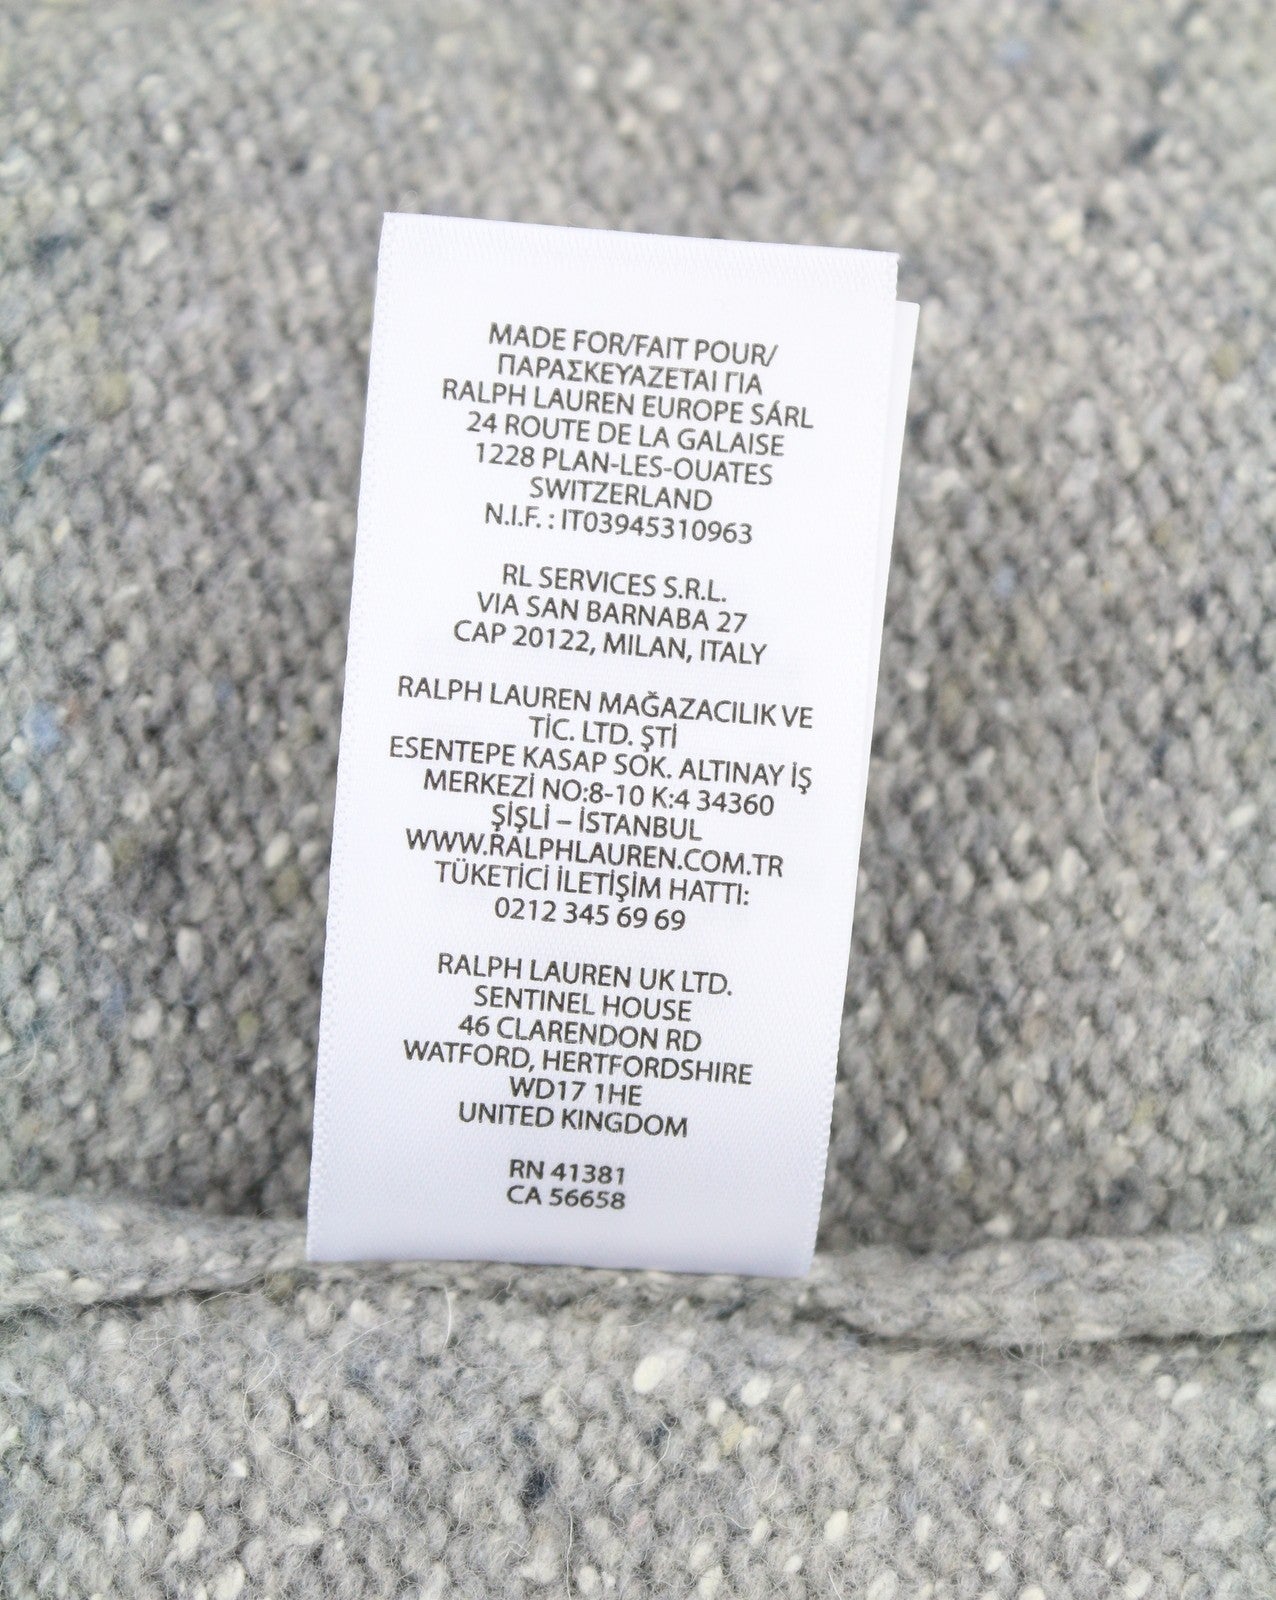 MADE FOR/FAIT POUR/
ΠΑΡΑΣΚΕΥΑΖΕΤΑΙ ΓΙΑ
RALPH LAUREN EUROPE SÁRL
24 ROUTE DE LA GALAISE
1228 PLAN-LES-OUATES
SWITZERLAND
N.I.F. : IT03945310963
RL SERVICES S.R.L.
VIA SAN BARNABA 27
CAP 20122, MILAN, ITALY
RALPH LAUREN MAĞAZACILIK VE
TİC. LTD. ŞTİ
ESENTEPE KASAP SOK. ALTINAY İŞ
MERKEZİ NO:8-10 K:4 34360
ŞİŞLİ – İSTANBUL
WWW.RALPHLAUREN.COM.TR
TÜKETİCİ İLETİŞİM HATTI:
0212 345 69 69
RALPH LAUREN UK LTD.
SENTINEL HOUSE
46 CLARENDON RD
WATFORD, HERTFORDSHIRE
WD17 1HE
UNITED KINGDOM
RN 41381
CA 56658